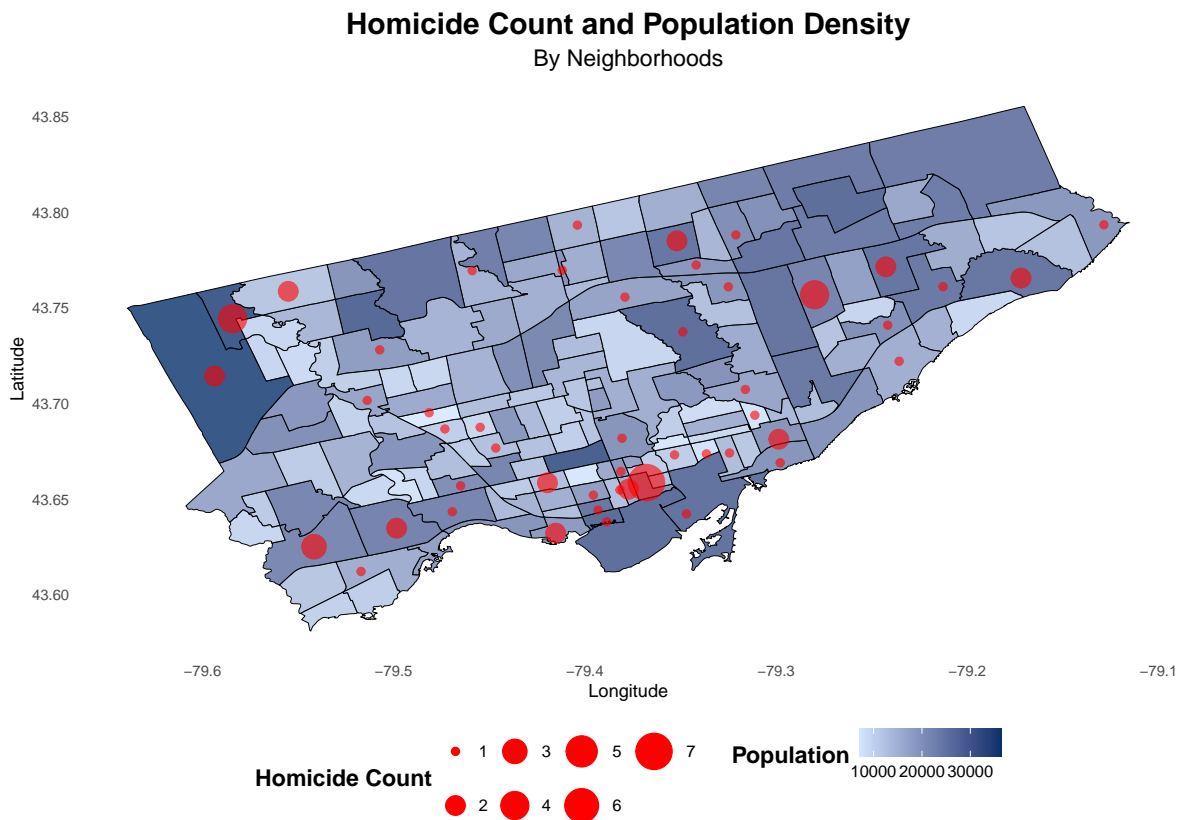 Homicide Count and Population Density
By Neighborhoods
43.85
43.80
43.75
43.70
43.65
43.60
Latitude
−79.6 −79.5 −79.4 −79.3 −79.2 −79.1
Longitude
Homicide Count
1 3 5 7
2 4 6
Population
10000 20000 30000